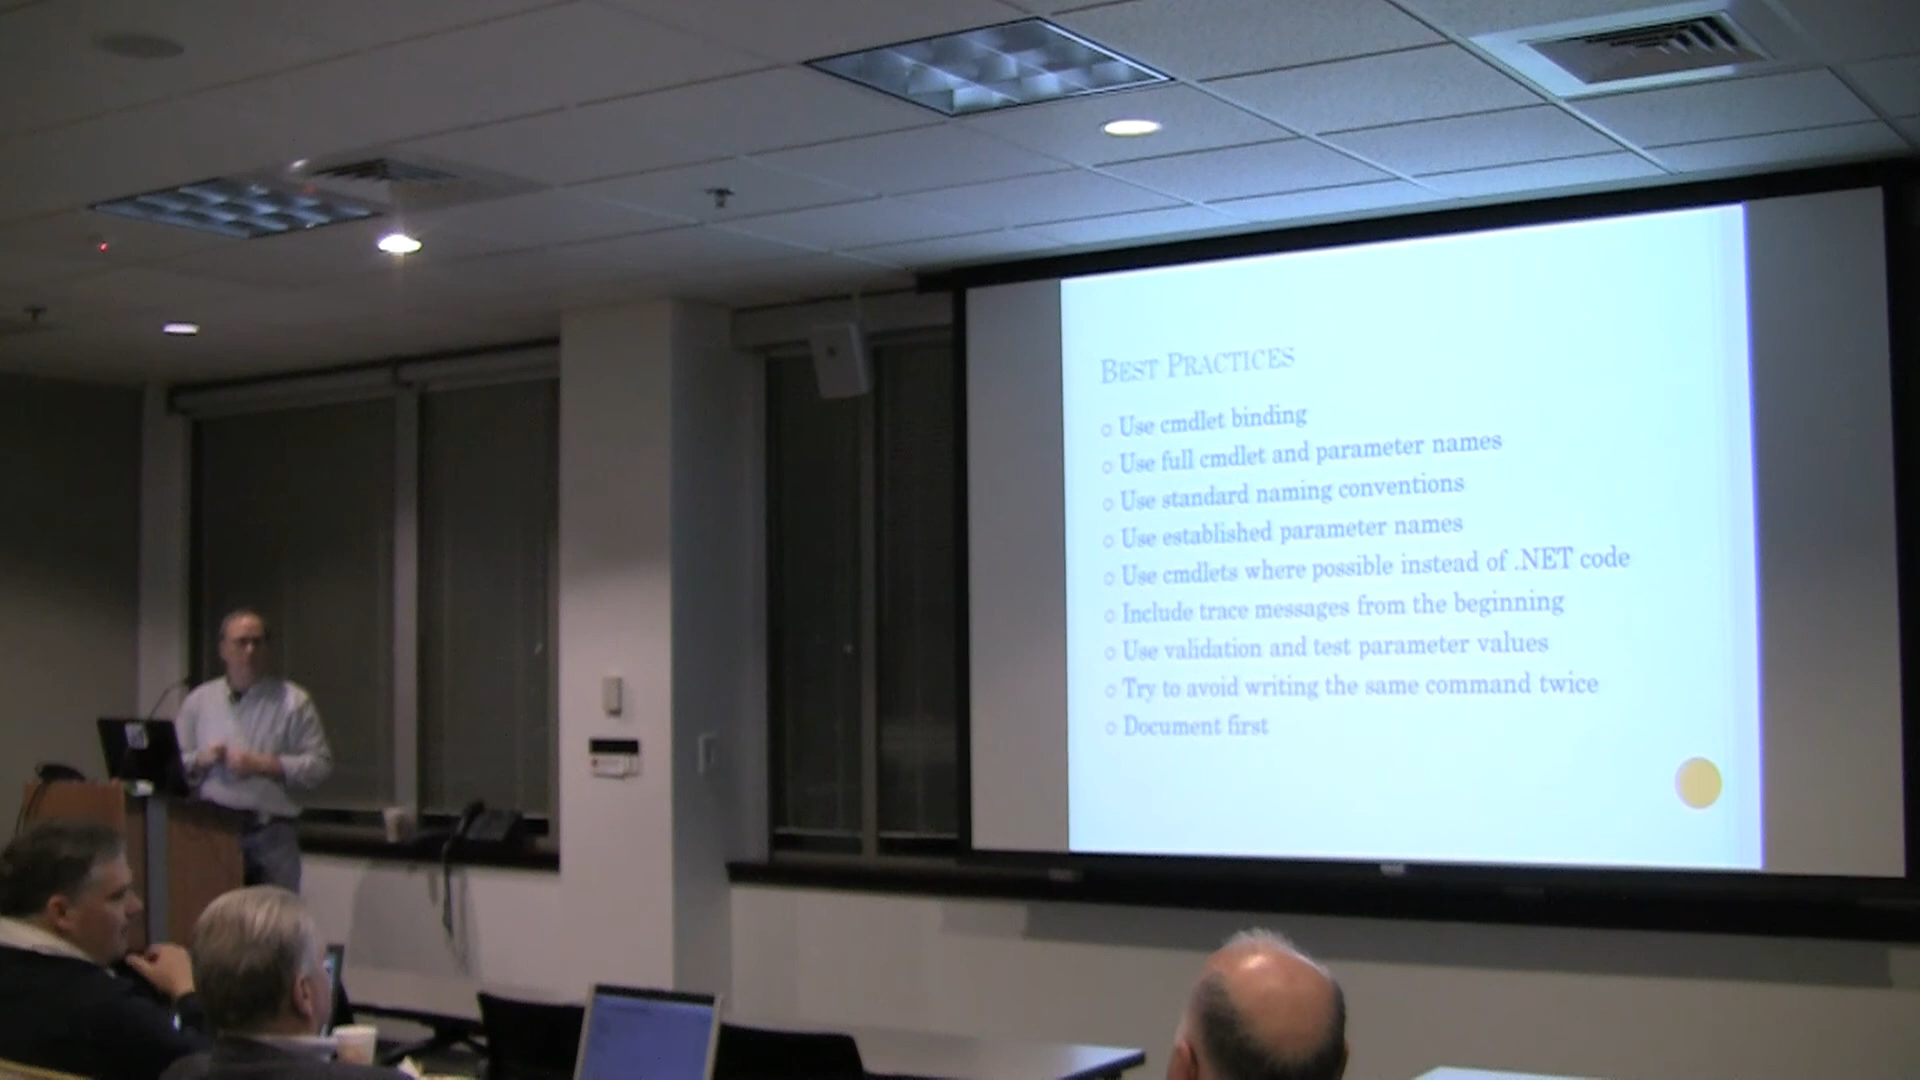 BEST PRACTICES
Use cmdlet binding
Use full cmdlet and parameter names
Use standard naming conventions
Use established parameter names
Use cmdlets where possible instead of .NET code
Include trace messages from the beginning
Use validation and test parameter values
Try to avoid writing the same command twice
Document first